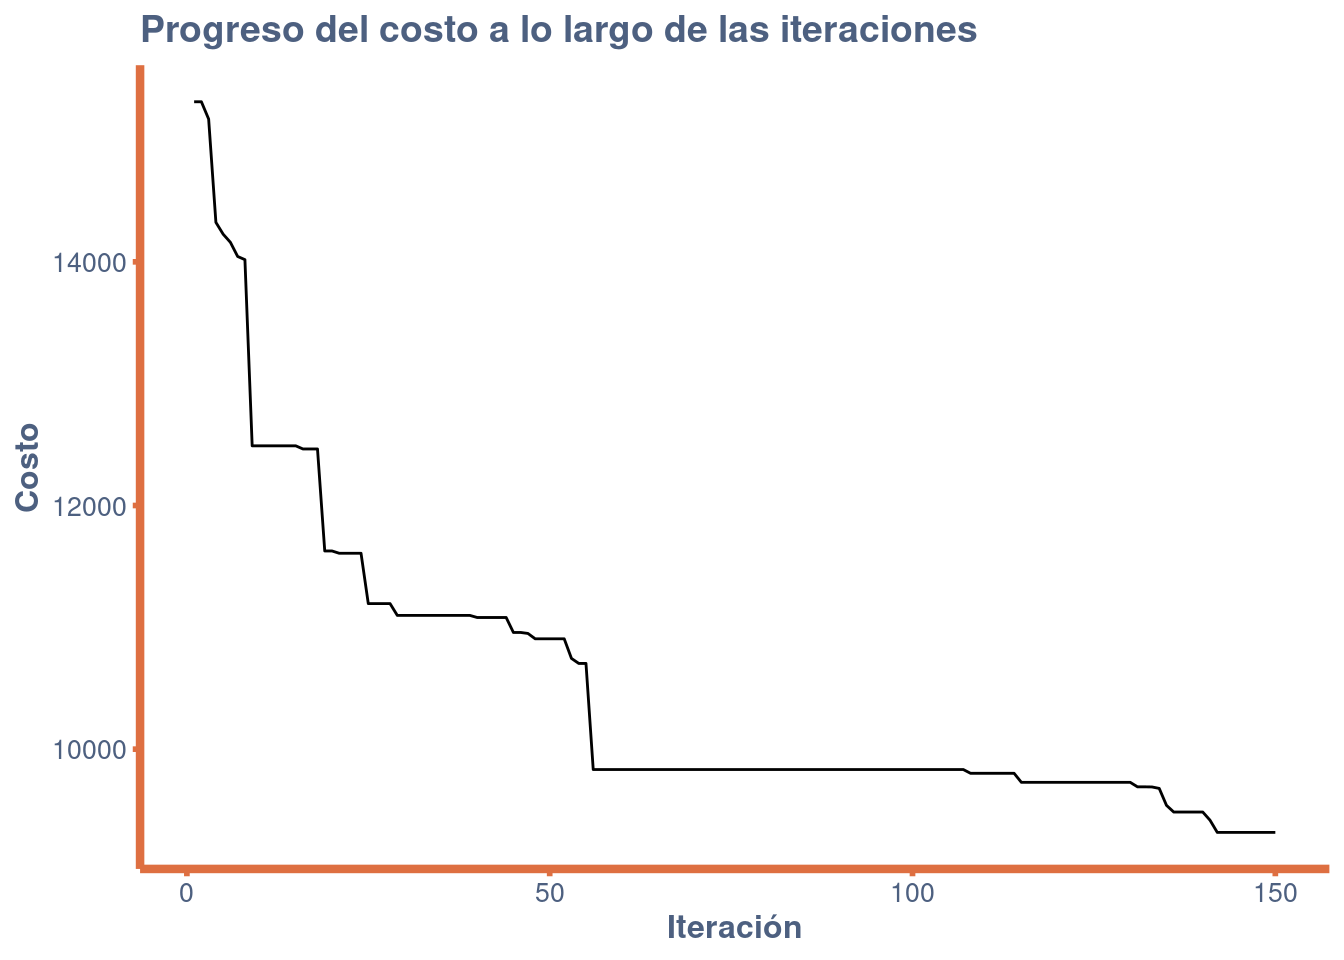 Progreso del costo a lo largo de las iteraciones
14000
12000
10000
Costo
0 50 100 150
Iteración